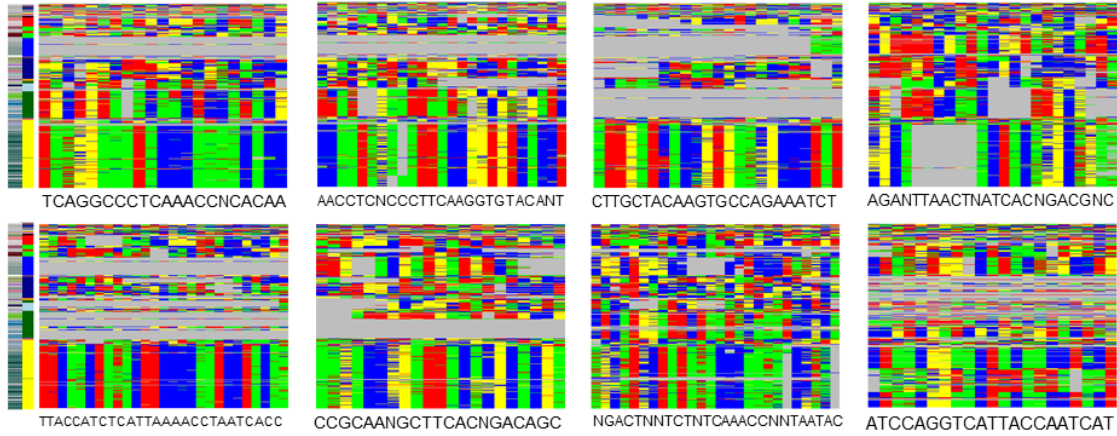 TCAGGCCCTCAAACCNCACAA
AACCTCNCCCTTCAAGGTGTACANT
CTTGCTACAAGTGCCAGAAATCT
AGANTTAACTNATCACNGACGNC
TTACCATCTCATTAAAACCTAATCACC
CCGCAANGCTTCACNGACAGC
NGACTNNTCTNTCAAACCNNTAATAC
ATCCAGGTCATTACCAATCAT